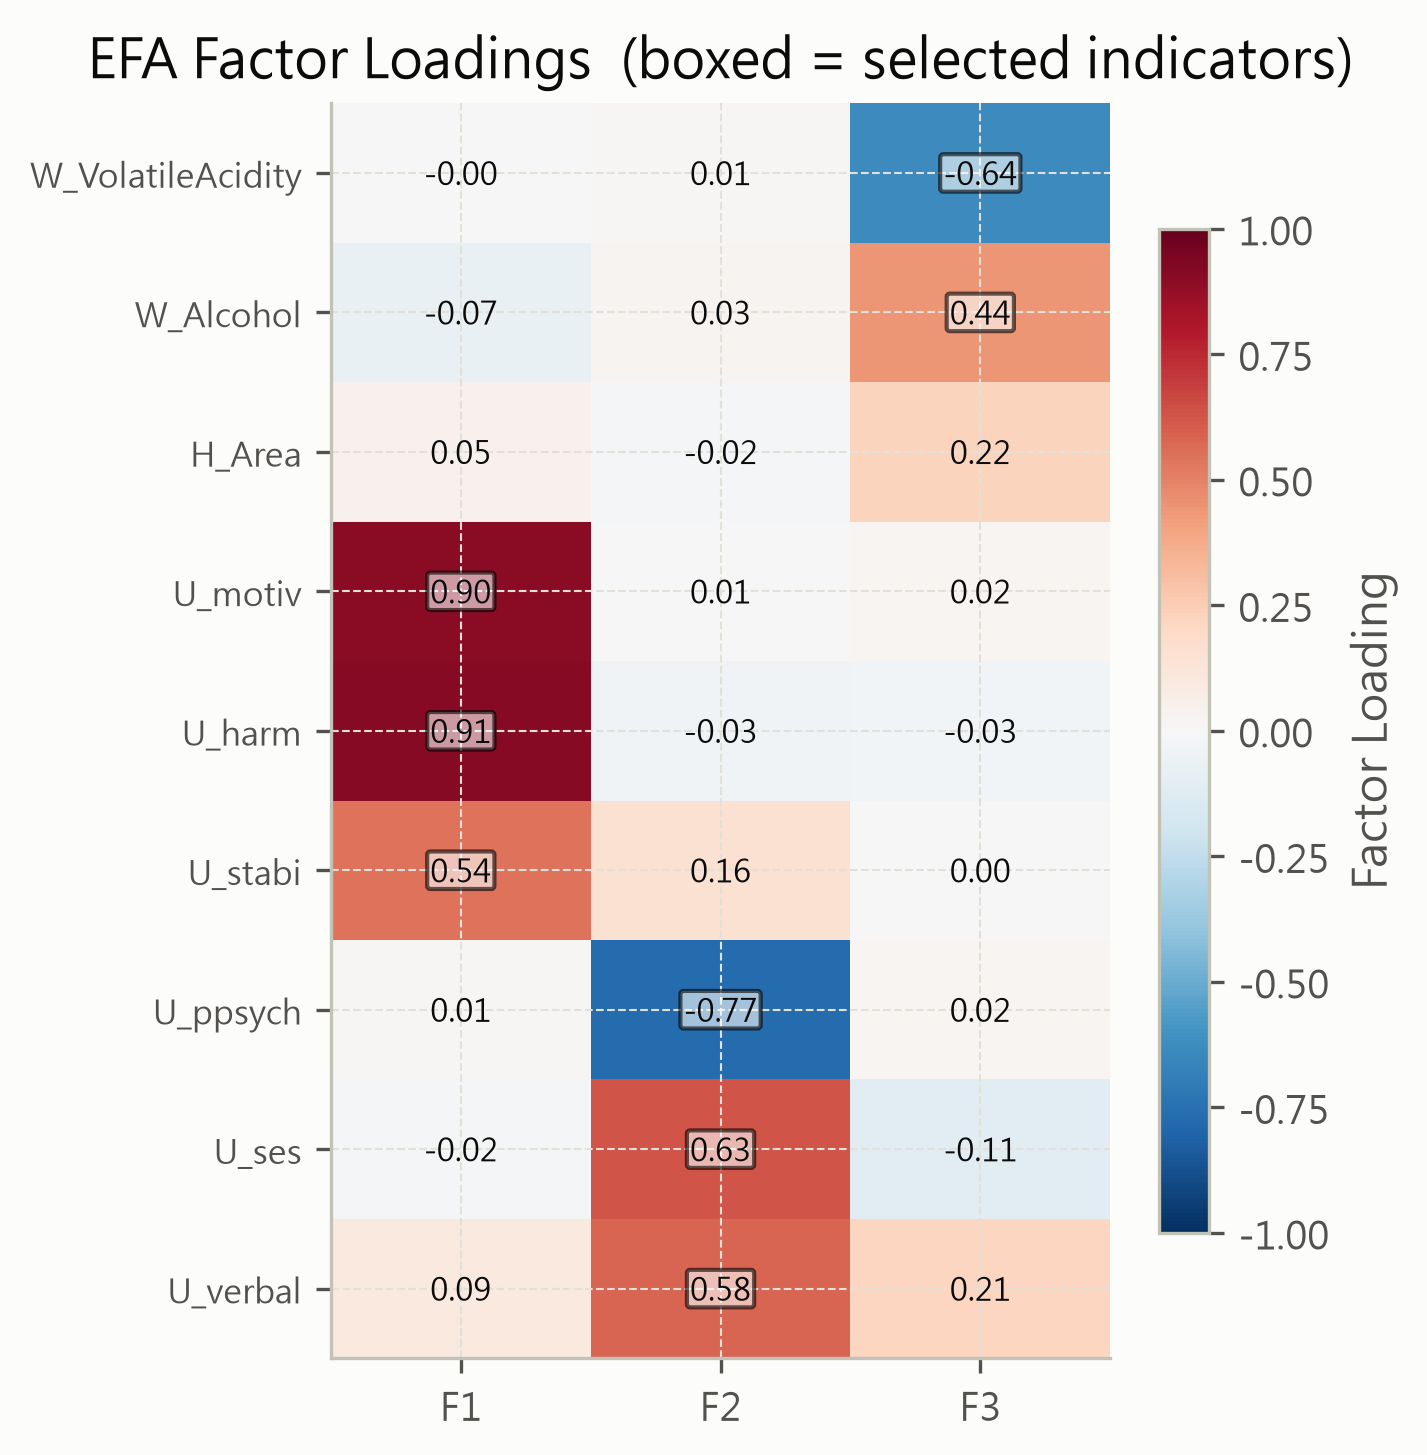 EFA Factor Loadings (boxed = selected indicators)
W_VolatileAcidity -0.00 0.01 -0.64
W_Alcohol -0.07 0.03 0.44
H_Area 0.05 -0.02 0.22
U_motiv 0.90 0.01 0.02
U_harm 0.91 -0.03 -0.03
U_stabi 0.54 0.16 0.00
U_ppsych 0.01 -0.77 0.02
U_ses -0.02 0.63 -0.11
U_verbal 0.09 0.58 0.21
F1 F2 F3
1.00
0.75
0.50
0.25
0.00
-0.25
-0.50
-0.75
-1.00
Factor Loading